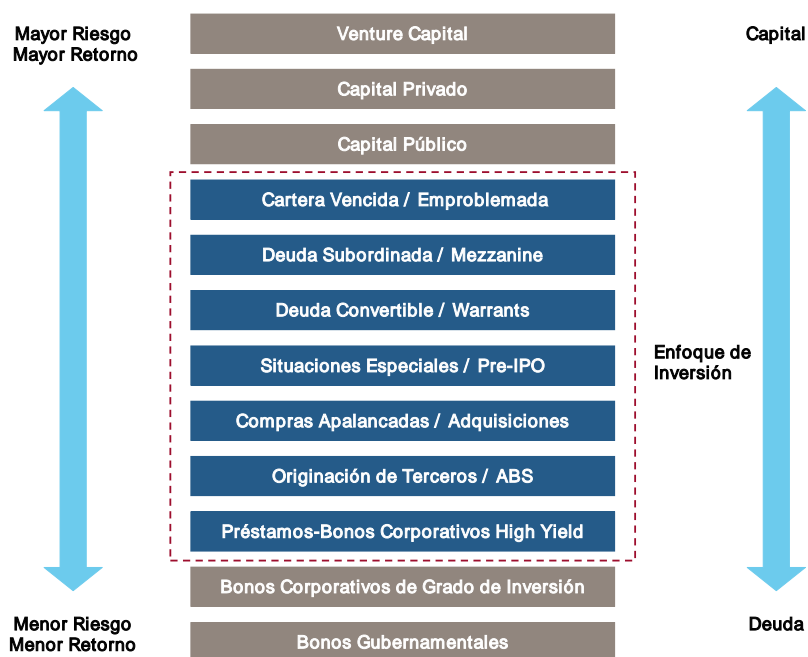 Mayor Riesgo
Mayor Retorno
Venture Capital
Capital
Capital Privado
Capital Público
Cartera Vencida / Emproblemada
Deuda Subordinada / Mezzanine
Deuda Convertible / Warrants
Situaciones Especiales / Pre-IPO
Enfoque de
Inversión
Compras Apalancadas / Adquisiciones
Originación de Terceros / ABS
Préstamos-Bonos Corporativos High Yield
Bonos Corporativos de Grado de Inversión
Menor Riesgo
Menor Retorno
Bonos Gubernamentales
Deuda